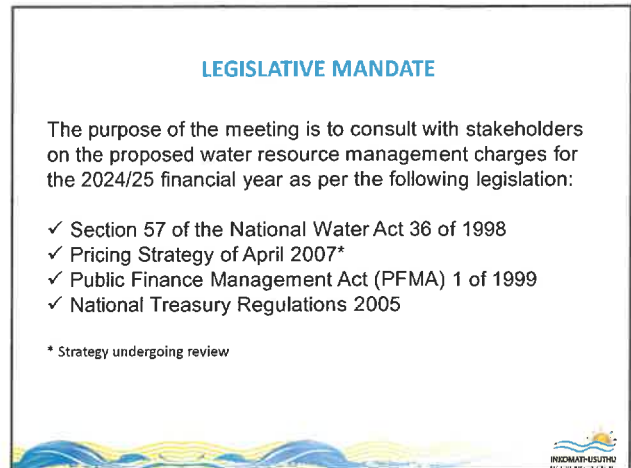 LEGISLATIVE MANDATE
The purpose of the meeting is to consult with stakeholders
on the proposed water resource management charges for
the 2024/25 financial year as per the following legislation:
✓ Section 57 of the National Water Act 36 of 1998
✓ Pricing Strategy of April 2007*
✓ Public Finance Management Act (PFMA) 1 of 1999
✓ National Treasury Regulations 2005
* Strategy undergoing review
INKOMATI-USUTHU